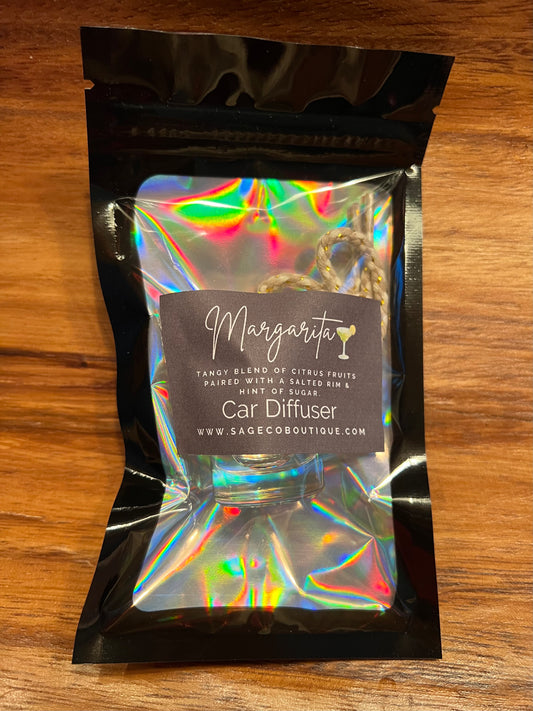 Margarita
TANGY BLEND OF CITRUS FRUITS
PAIRED WITH A SALTED RIM &
HINT OF SUGAR.
Car Diffuser
WWW.SAGECOBOUTIQUE.COM